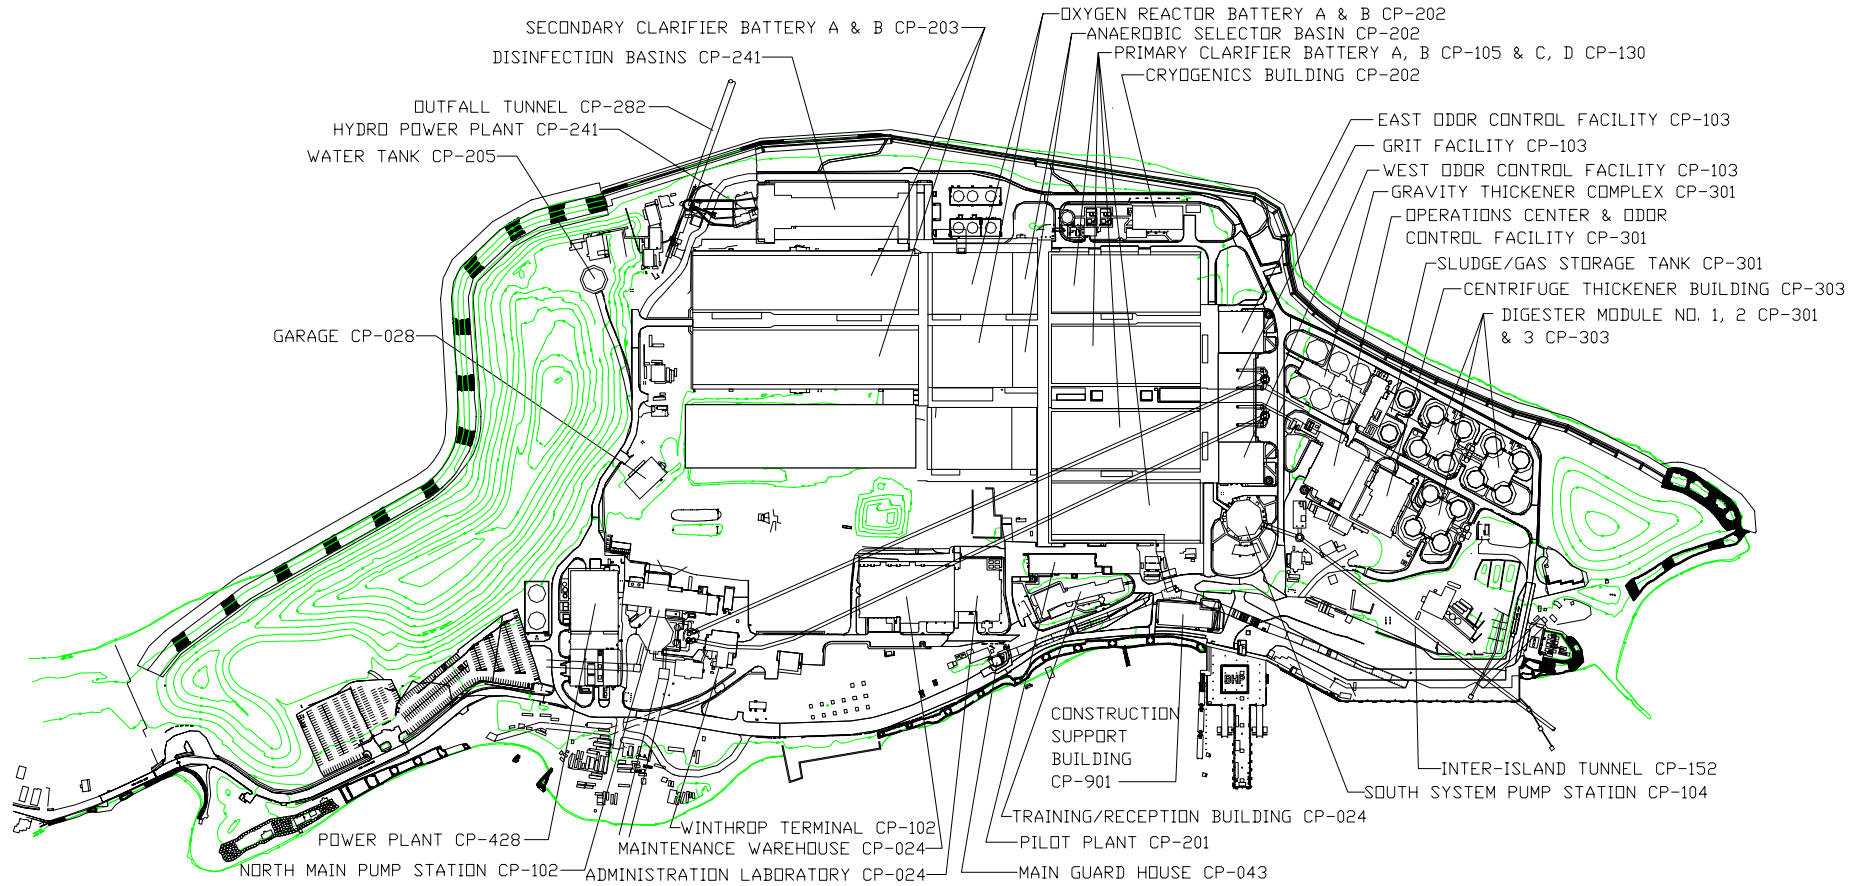 SECONDARY CLARIFIER BATTERY A & B CP-203
DISINFECTION BASINS CP-241
OUTFALL TUNNEL CP-282
HYDRO POWER PLANT CP-241
WATER TANK CP-205
GARAGE CP-028
OXYGEN REACTOR BATTERY A & B CP-202
ANAEROBIC SELECTOR BASIN CP-202
PRIMARY CLARIFIER BATTERY A, B CP-105 & C, D CP-130
CRYOGENICS BUILDING CP-202
EAST ODOR CONTROL FACILITY CP-103
GRIT FACILITY CP-103
WEST ODOR CONTROL FACILITY CP-103
GRAVITY THICKENER COMPLEX CP-301
OPERATIONS CENTER & ODOR
CONTROL FACILITY CP-301
SLUDGE/GAS STORAGE TANK CP-301
CENTRIFUGE THICKENER BUILDING CP-303
DIGESTER MODULE NO. 1, 2 CP-301
& 3 CP-303
BHP
CONSTRUCTION
SUPPORT
BUILDING
CP-901
INTER-ISLAND TUNNEL CP-152
SOUTH SYSTEM PUMP STATION CP-104
TRAINING/RECEPTION BUILDING CP-024
PILOT PLANT CP-201
MAIN GUARD HOUSE CP-043
WINTHROP TERMINAL CP-102
MAINTENANCE WAREHOUSE CP-024
ADMINISTRATION LABORATORY CP-024
POWER PLANT CP-428
NORTH MAIN PUMP STATION CP-102